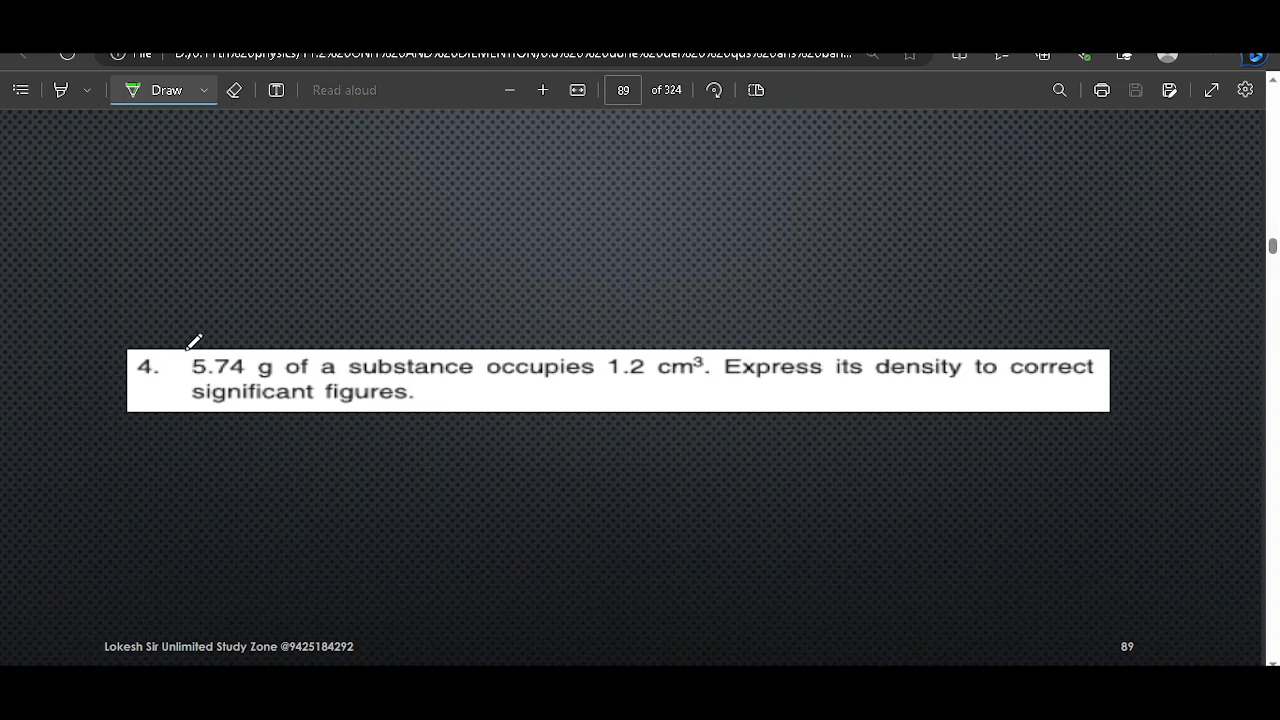 Draw
Read aloud
89 of 324
4. 5.74 g of a substance occupies 1.2 cm³. Express its density to correct
significant figures.
Lokesh Sir Unlimited Study Zone @9425184292
89